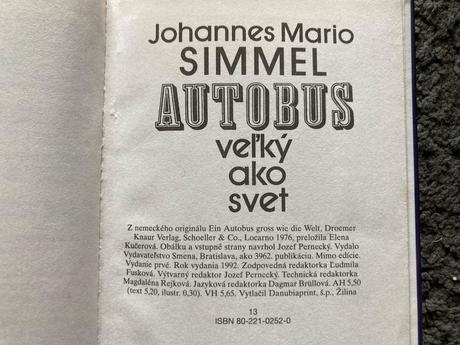 Johannes Mario
SIMMEL
AUTOBUS
veľký
ako
svet
Z nemeckého originálu Ein Autobus gross wie die Welt, Droemer
Knaur Verlag, Schoeller & Co., Locarno 1976, preložila Elena
Kučerová. Obálku a vstupné strany navrhol Jozef Pernecký. Vydalo
Vydavateľstvo Smena, Bratislava, ako 3962. publikáciu. Mimo edície.
Vydanie prvé. Rok vydania 1992. Zodpovedná redaktorka Ľudmila
Fusková. Výtvarný redaktor Jozef Pernecký. Technická redaktorka
Magdaléna Rejková. Jazyková redaktorka Dagmar Brüllová. AH 5,50
(text 5,20, ilustr. 0,30). VH 5,65. Vytlačil Danubiaprint, š.p., Žilina
13
ISBN 80-221-0252-0